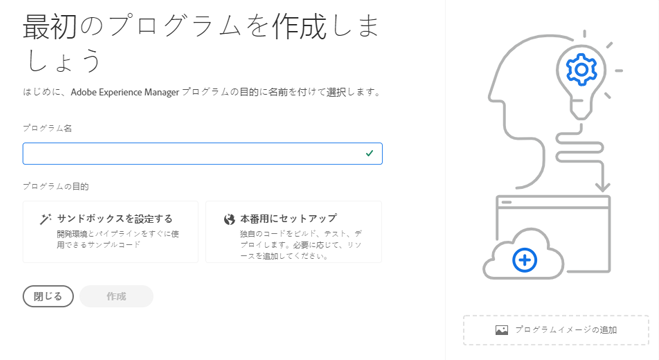 最初のプログラムを作成しま
しょう
はじめに、Adobe Experience Manager プログラムの目的に名前を付けて選択します。
プログラム名
プログラムの目的
サンドボックスを設定する
開発環境とパイプラインをすぐに使
用できるサンプルコード
本番用にセットアップ
独自のコードをビルド、テスト、デ
プロイします。必要に応じて、リソ
ースを追加してください。
閉じる
作成
プログラムイメージの追加